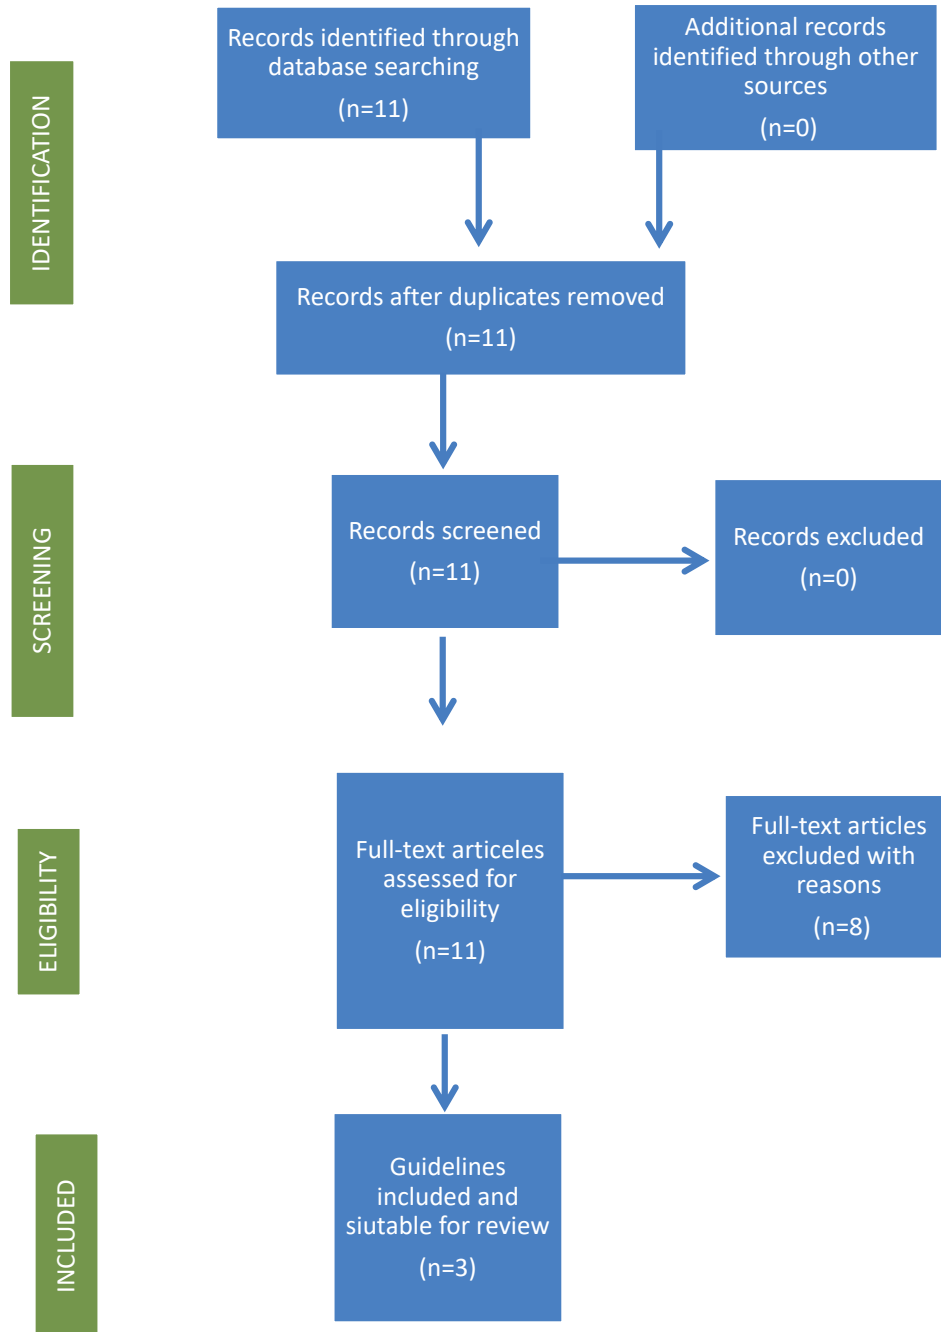 IDENTIFICATION
Records identified through
database searching
(n=11)
Additional records
identified through other
sources
(n=0)
Records after duplicates removed
(n=11)
SCREENING
Records screened
(n=11)
Records excluded
(n=0)
ELIGIBILITY
Full-text articeles
assessed for
eligibility
(n=11)
Full-text articles
excluded with
reasons
(n=8)
INCLUDED
Guidelines
included and
siutable for review
(n=3)